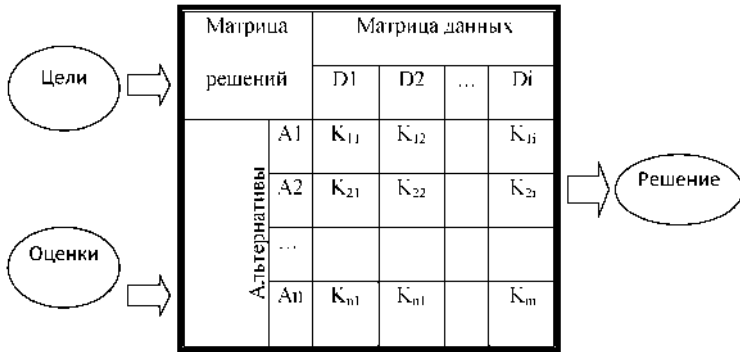 Цели
Оценки
Матрица решений
Матрица данных
D1 D2 ... Di
Альтернативы
A1 K11 K12 K1i
A2 K21 K22 K2i
...
An Kn1 Kn1 Kni
Решение